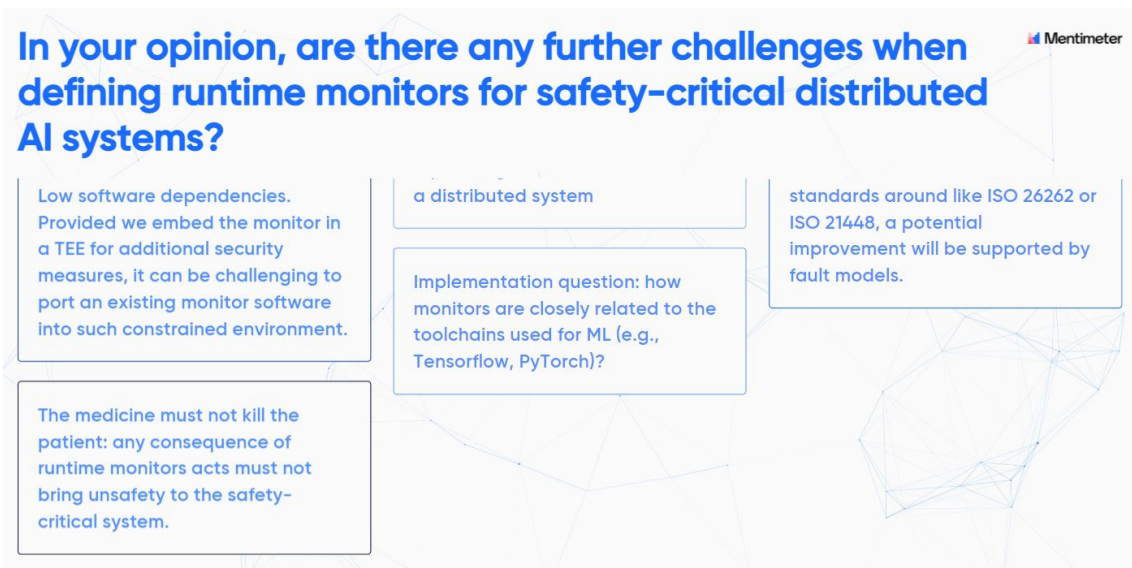 In your opinion, are there any further challenges when
defining runtime monitors for safety-critical distributed
AI systems?
Mentimeter
Low software dependencies.
Provided we embed the monitor in
a TEE for additional security
measures, it can be challenging to
port an existing monitor software
into such constrained environment.
The medicine must not kill the
patient: any consequence of
runtime monitors acts must not
bring unsafety to the safety-
critical system.
a distributed system
Implementation question: how
monitors are closely related to the
toolchains used for ML (e.g.,
Tensorflow, PyTorch)?
standards around like ISO 26262 or
ISO 21448, a potential
improvement will be supported by
fault models.